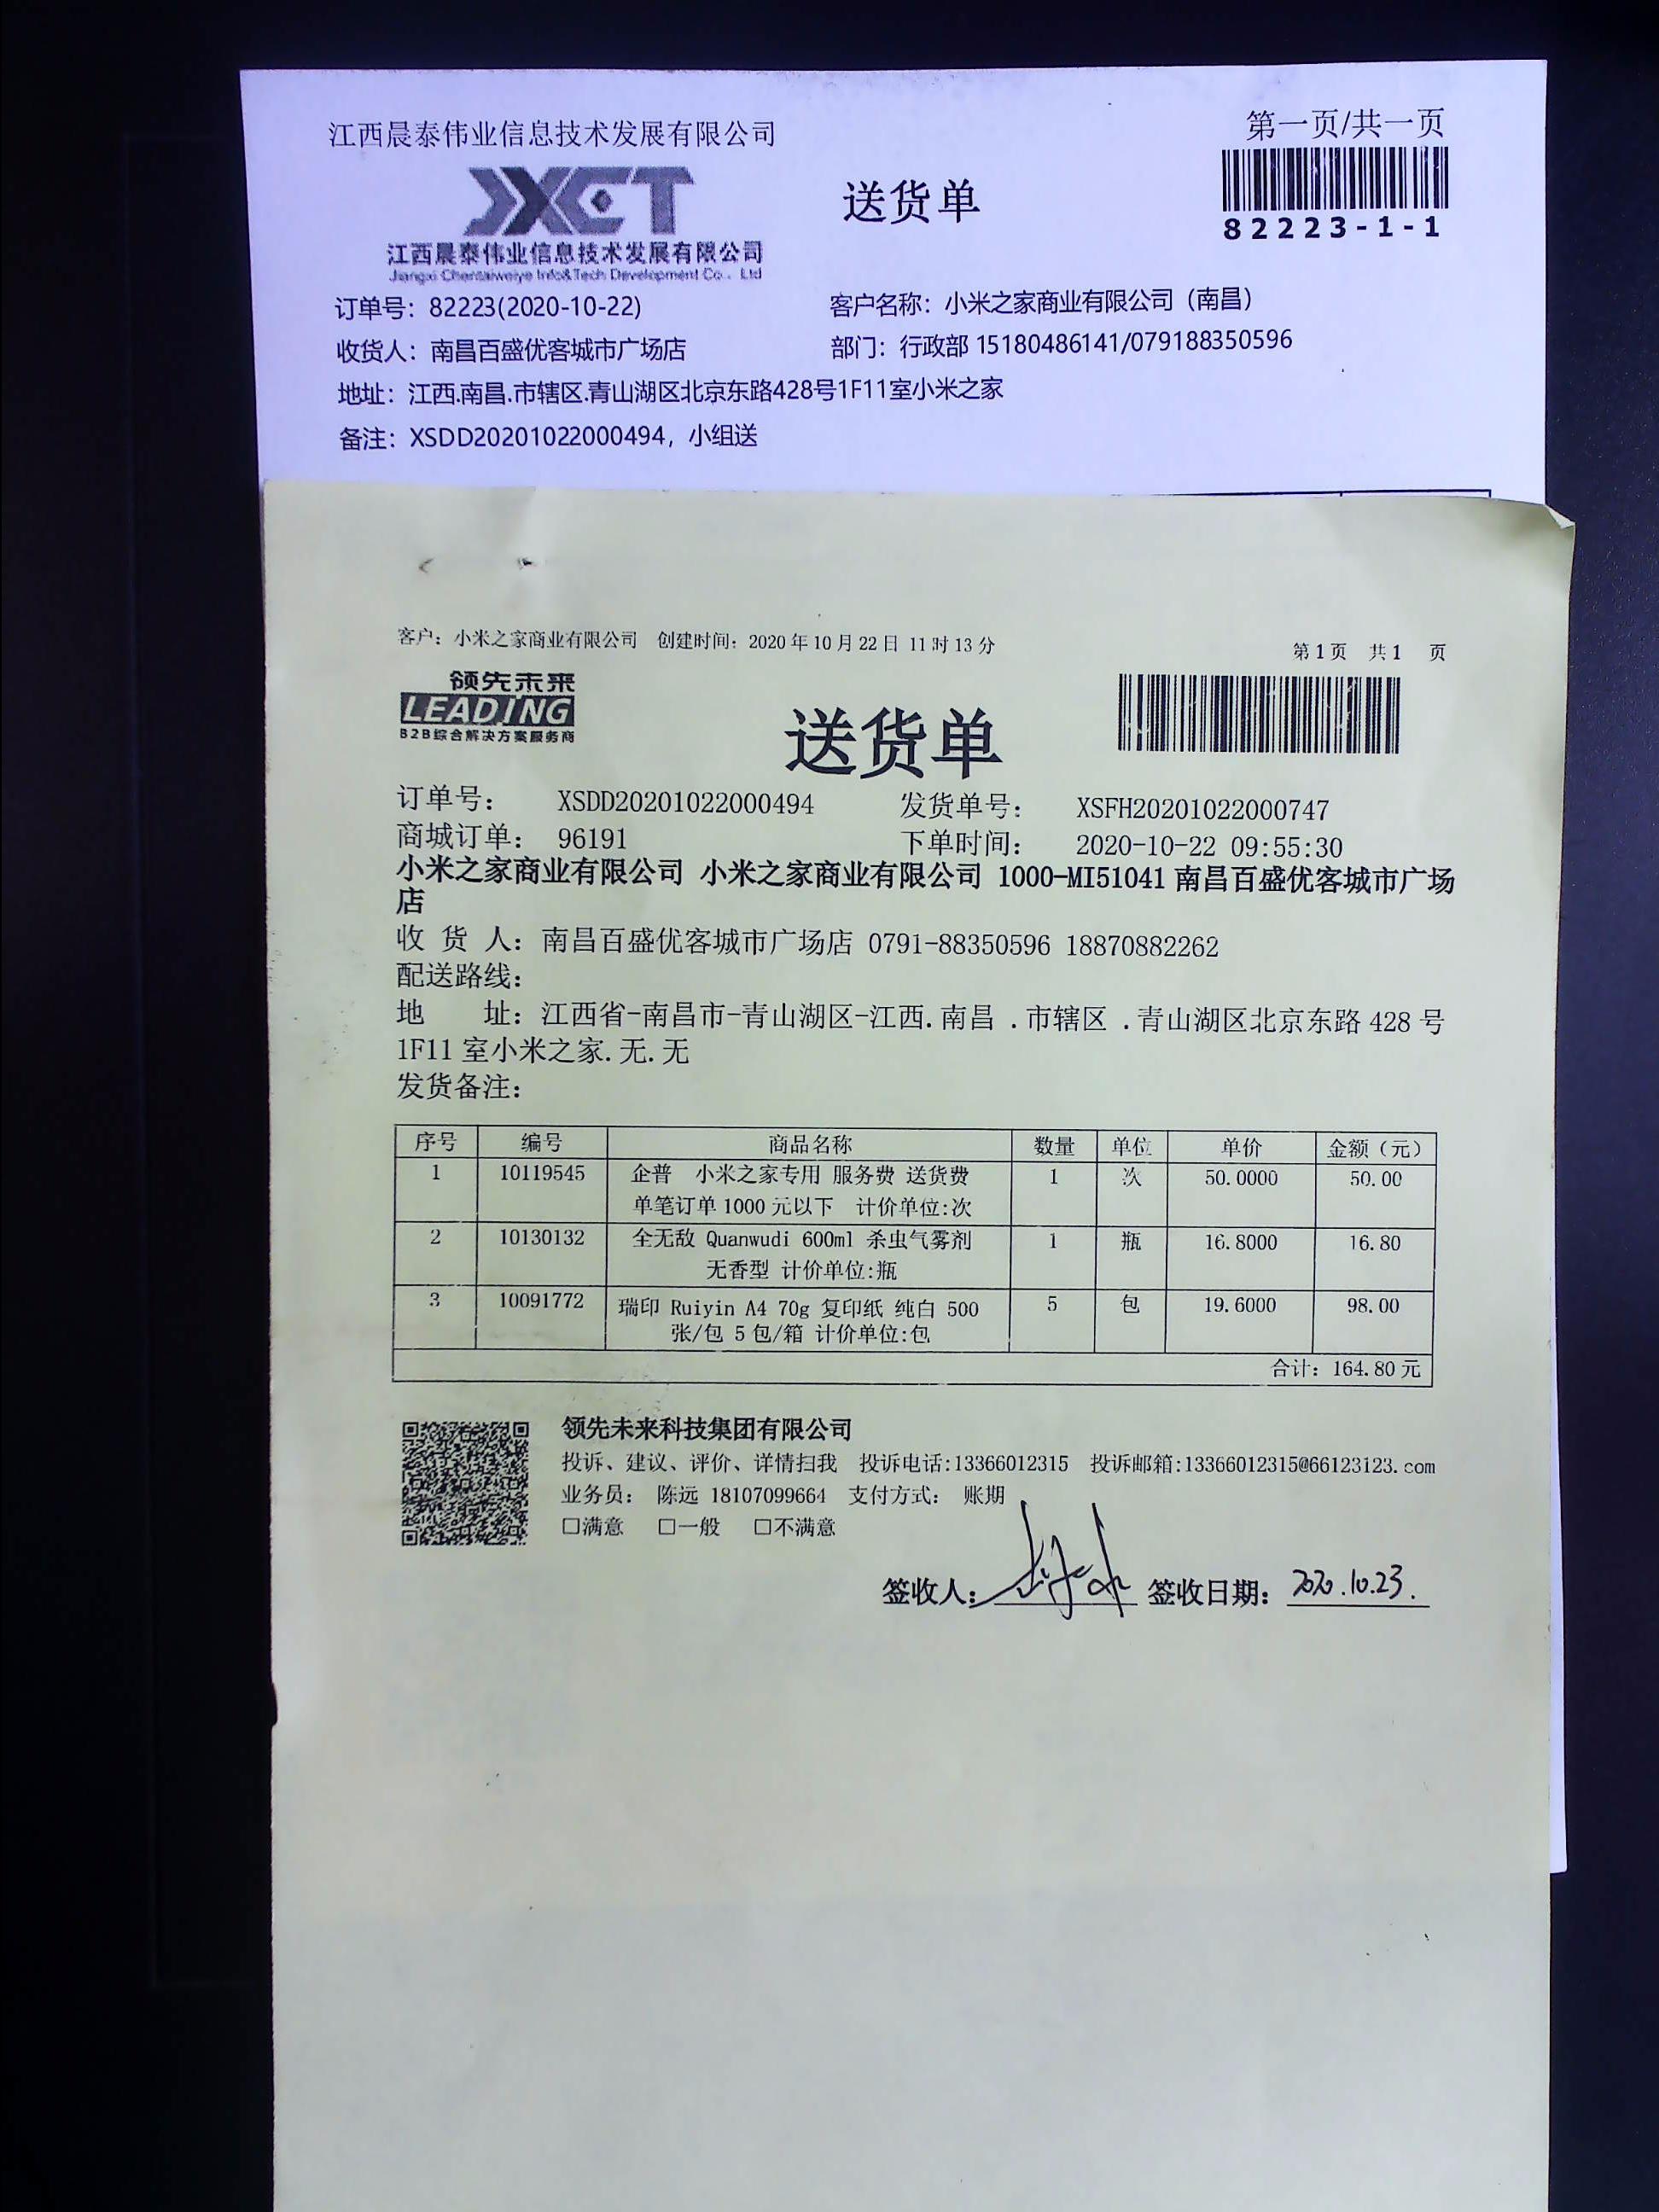 江西晨泰伟业信息技术发展有限公司
第一页/共一页
JXCT
送货单
82223-1-1
江西晨泰伟业信息技术发展有限公司
Jiangxi Chentaiweiye Info&Tech Development Co., Ltd
订单号：82223(2020-10-22)
客户名称：小米之家商业有限公司（南昌）
收货人：南昌百盛优客城市广场店
部门：行政部 15180486141/079188350596
地址：江西.南昌.市辖区.青山湖区北京东路428号1F11室小米之家
备注：XSDD20201022000494，小组送
客户：小米之家商业有限公司 创建时间：2020年10月22日 11时13分
第1页 共1 页
领先未来
LEADING
B2B综合解决方案服务商
送货单
订单号： XSDD20201022000494 发货单号： XSFH20201022000747
商城订单： 96191 下单时间： 2020-10-22 09:55:30
小米之家商业有限公司 小米之家商业有限公司 1000-MI51041 南昌百盛优客城市广场
店
收 货 人：南昌百盛优客城市广场店 0791-88350596 18870882262
配送路线：
地 址：江西省-南昌市-青山湖区-江西.南昌 .市辖区 .青山湖区北京东路 428 号
1F11 室小米之家.无.无
发货备注：
序号 编号 商品名称 数量 单位 单价 金额（元）
1 10119545 企普 小米之家专用 服务费 送货费 1 次 50.0000 50.00
单笔订单 1000 元以下 计价单位:次
2 10130132 全无敌 Quanwudi 600ml 杀虫气雾剂 1 瓶 16.8000 16.80
无香型 计价单位:瓶
3 10091772 瑞印 Ruiyin A4 70g 复印纸 纯白 500 5 包 19.6000 98.00
张/包 5 包/箱 计价单位:包
合计：164.80 元
领先未来科技集团有限公司
投诉、建议、评价、详情扫我 投诉电话:13366012315 投诉邮箱:13366012315@66123123.com
业务员： 陈远 18107099664 支付方式： 账期
□满意 □一般 □不满意
签收人： 签收日期：2020.10.23.